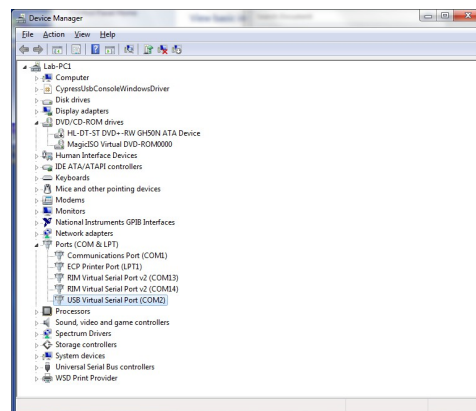 Device Manager
File Action View Help
Lab-PC1
Computer
CypressUsbConsoleWindowsDriver
Disk drives
Display adapters
DVD/CD-ROM drives
HL-DT-ST DVD+-RW GH50N ATA Device
MagicISO Virtual DVD-ROM0000
Human Interface Devices
IDE ATA/ATAPI controllers
Keyboards
Mice and other pointing devices
Modems
Monitors
National Instruments GPIB Interfaces
Network adapters
Ports (COM & LPT)
Communications Port (COM1)
ECP Printer Port (LPT1)
RIM Virtual Serial Port v2 (COM13)
RIM Virtual Serial Port v2 (COM14)
USB Virtual Serial Port (COM2)
Processors
Sound, video and game controllers
Spectrum Drivers
Storage controllers
System devices
Universal Serial Bus controllers
WSD Print Provider